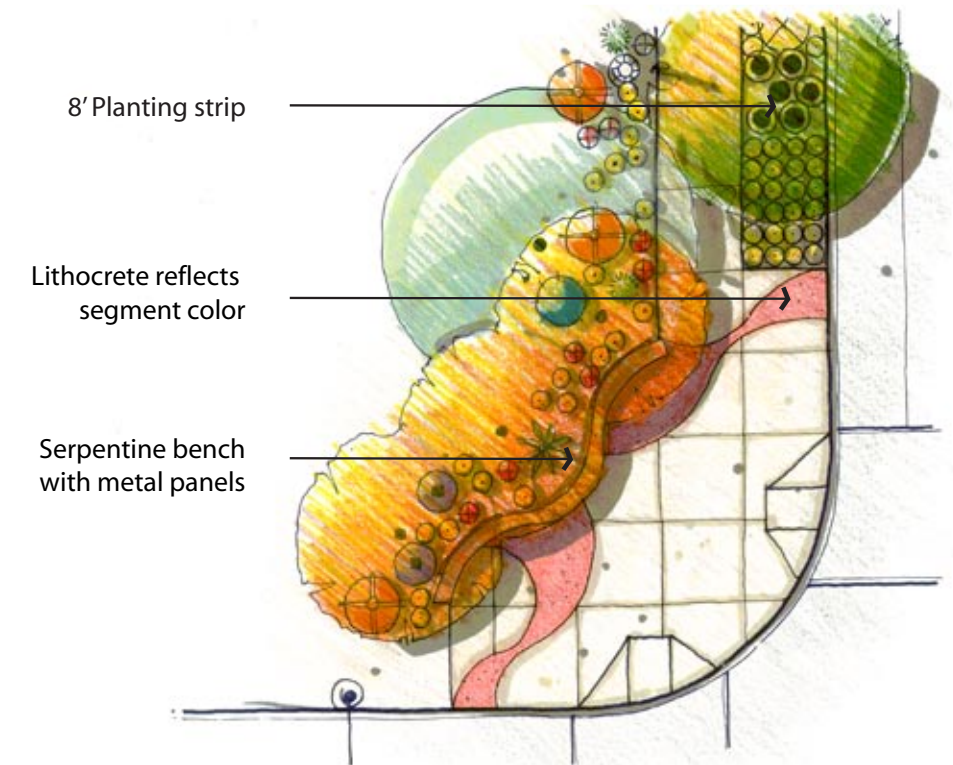 8’ Planting strip
Lithocrete reflects
segment color
Serpentine bench
with metal panels